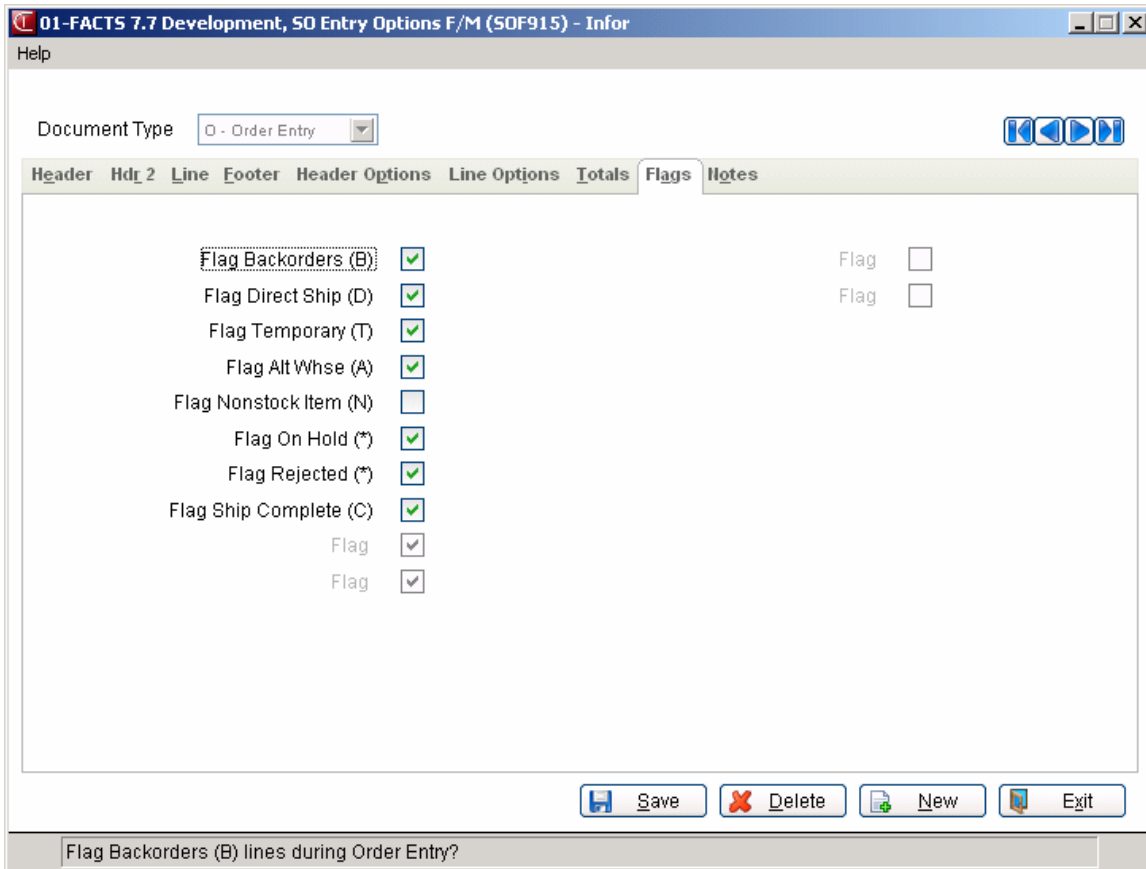 01-FACTS 7.7 Development, SO Entry Options F/M (SOF915) - Infor
Help
Document Type O - Order Entry
Header Hdr 2 Line Footer Header Options Line Options Totals Flags Notes
Flag Backorders (B) Flag
Flag Direct Ship (D) Flag
Flag Temporary (T)
Flag Alt Whse (A)
Flag Nonstock Item (N)
Flag On Hold (*)
Flag Rejected (*)
Flag Ship Complete (C)
Flag
Flag
Save Delete New Exit
Flag Backorders (B) lines during Order Entry?